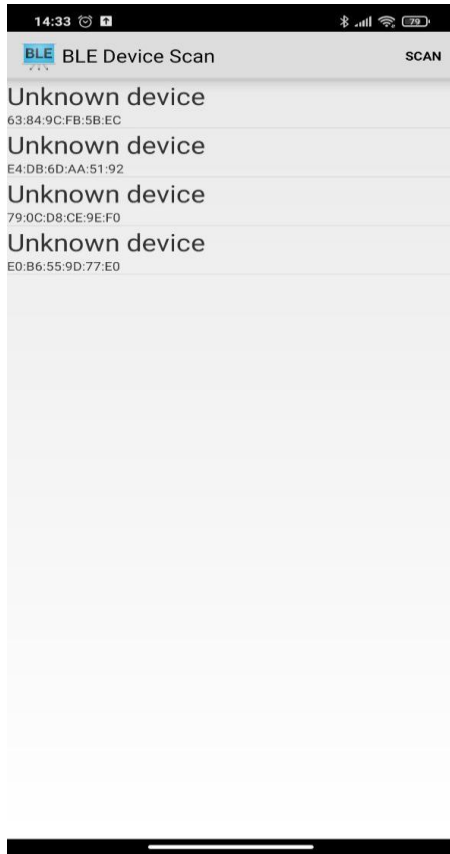 14:33
79
BLE BLE Device Scan SCAN
Unknown device
63:84:9C:FB:5B:EC
Unknown device
E4:DB:6D:AA:51:92
Unknown device
79:0C:D8:CE:9E:F0
Unknown device
E0:B6:55:9D:77:E0